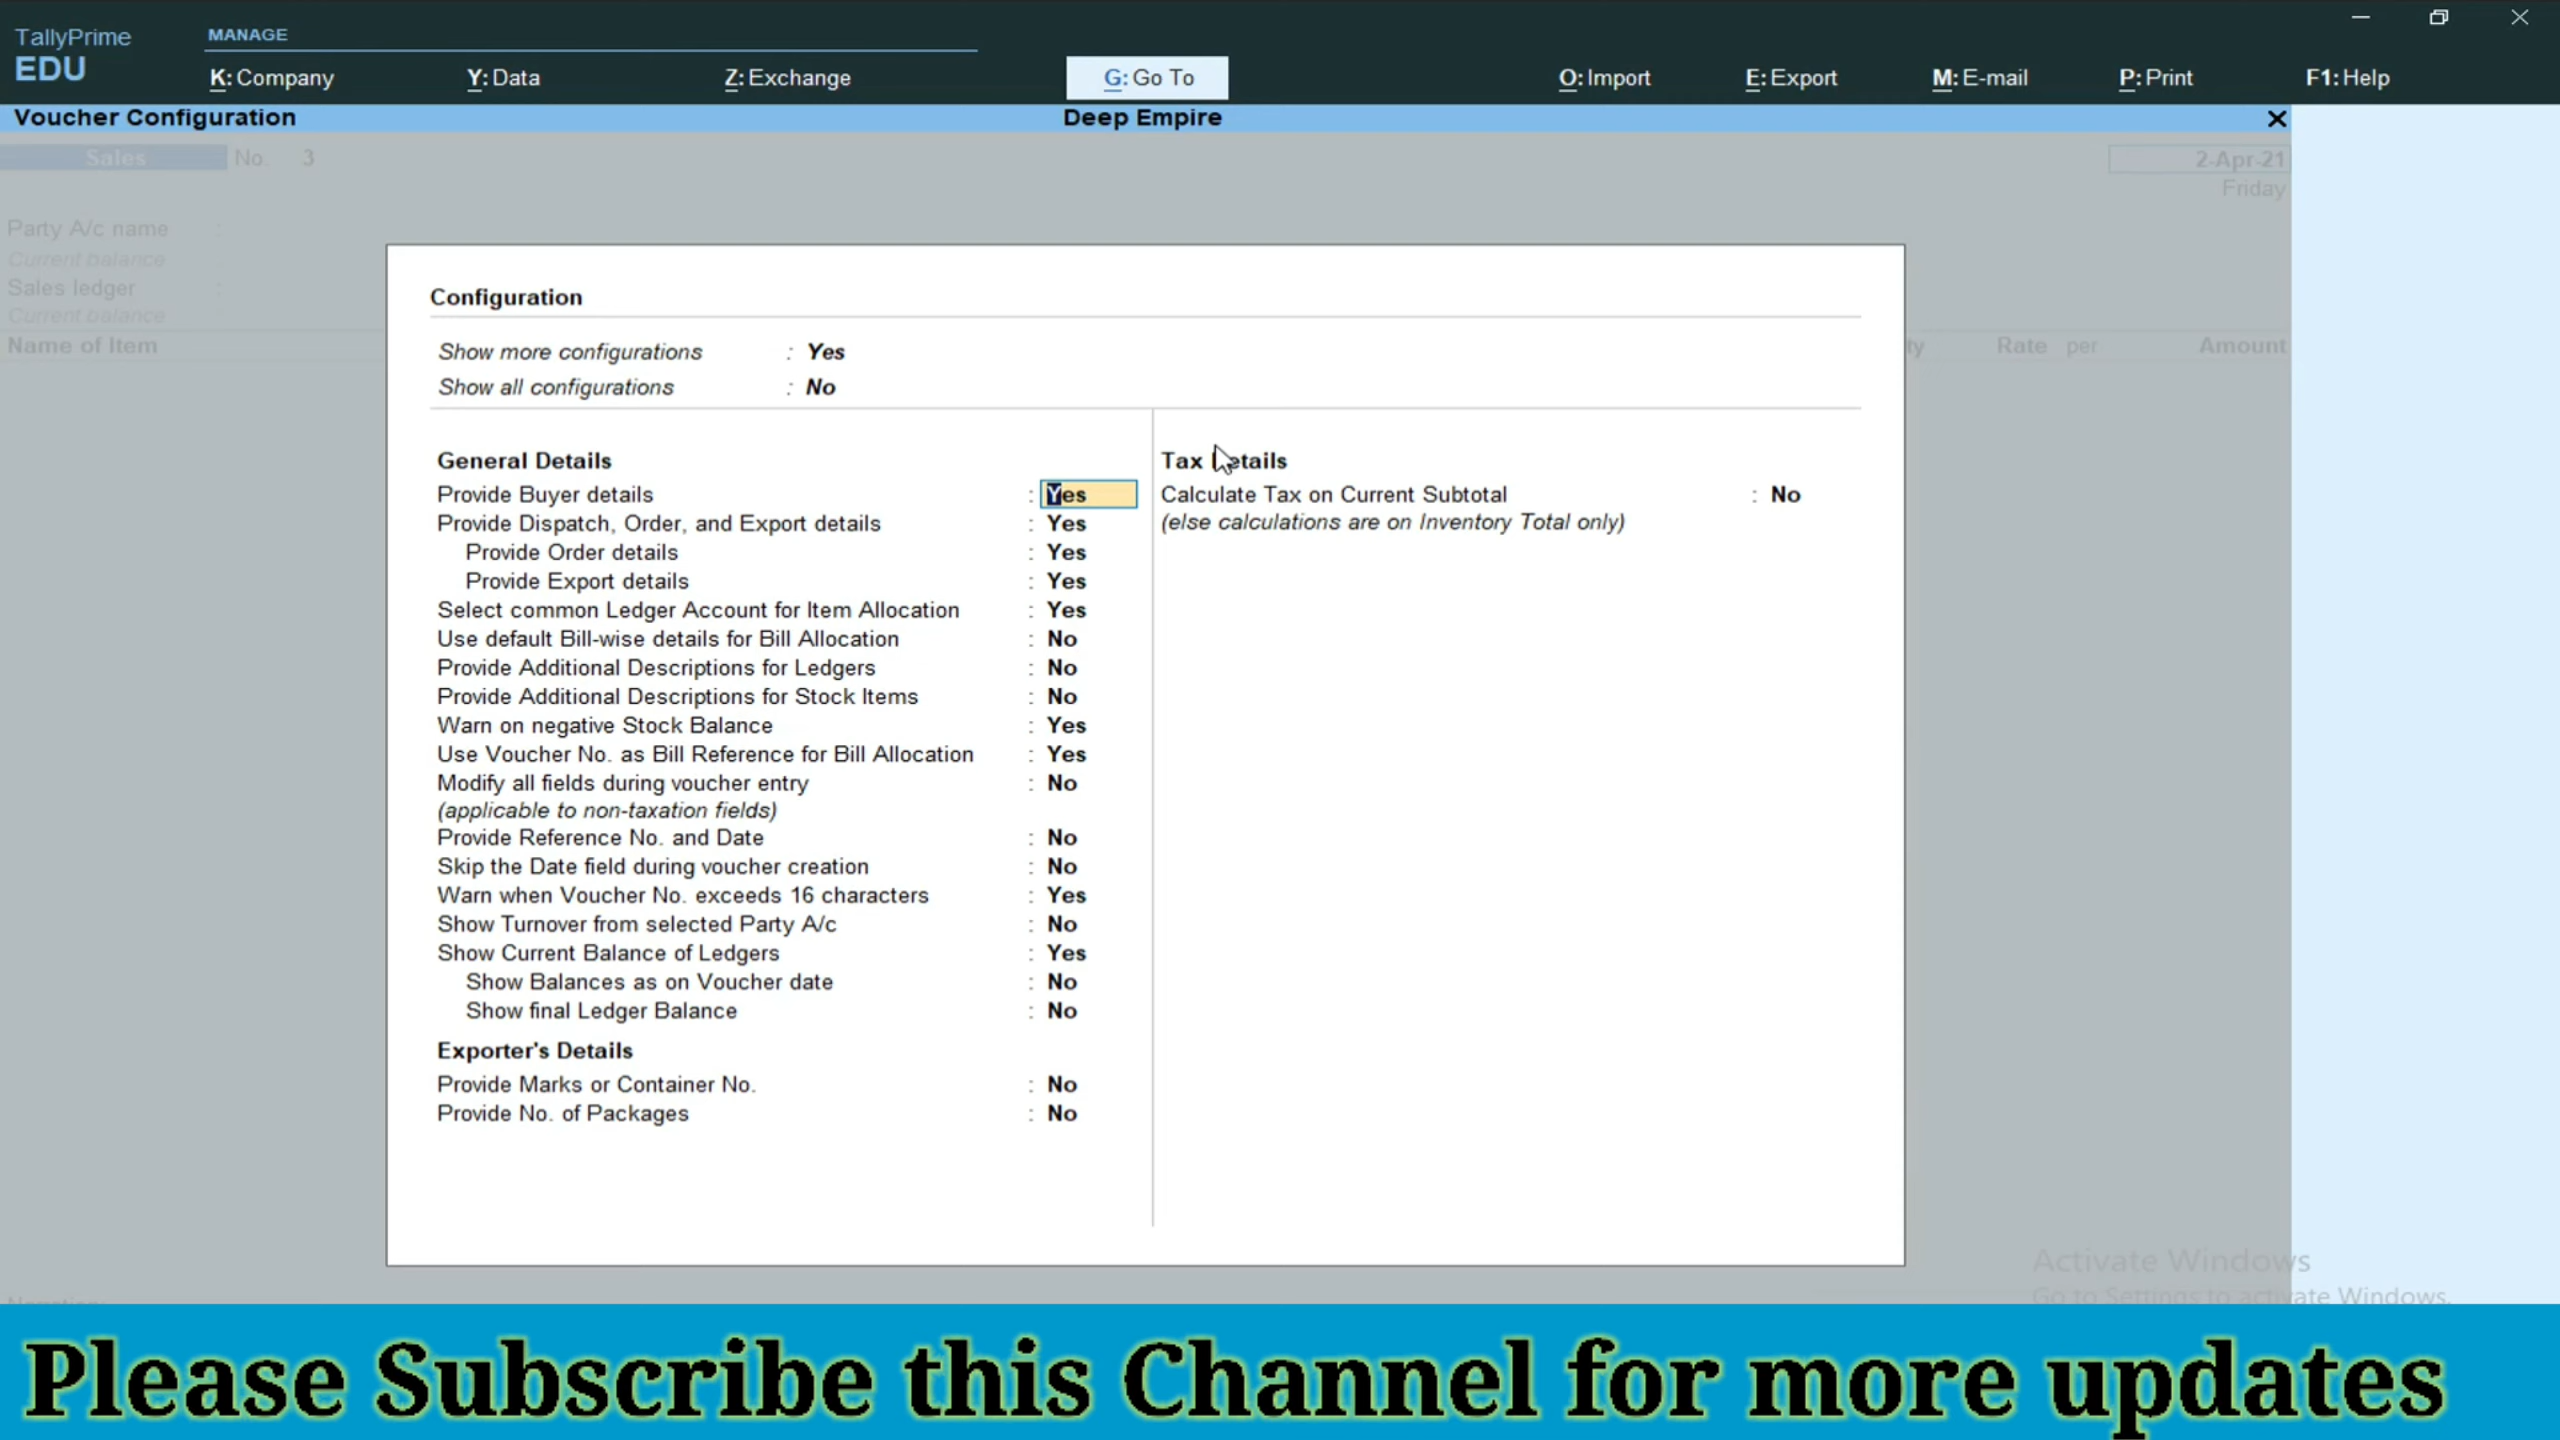 TallyPrime
EDU
MANAGE
K: Company
Y: Data
Z: Exchange
G: Go To
O: Import
E: Export
M: E-mail
P: Print
F1: Help
Voucher Configuration
Deep Empire
Sales No. 3
2-Apr-21
Friday
Party A/c name :
Current balance
Sales ledger :
Current balance
Name of Item
Rate per
Amount
Configuration
Show more configurations : Yes
Show all configurations : No
General Details
Provide Buyer details : Yes
Provide Dispatch, Order, and Export details : Yes
Provide Order details : Yes
Provide Export details : Yes
Select common Ledger Account for Item Allocation : Yes
Use default Bill-wise details for Bill Allocation : No
Provide Additional Descriptions for Ledgers : No
Provide Additional Descriptions for Stock Items : No
Warn on negative Stock Balance : Yes
Use Voucher No. as Bill Reference for Bill Allocation : Yes
Modify all fields during voucher entry : No
(applicable to non-taxation fields)
Provide Reference No. and Date : No
Skip the Date field during voucher creation : No
Warn when Voucher No. exceeds 16 characters : Yes
Show Turnover from selected Party A/c : No
Show Current Balance of Ledgers : Yes
Show Balances as on Voucher date : No
Show final Ledger Balance : No
Exporter's Details
Provide Marks or Container No. : No
Provide No. of Packages : No
Tax Details
Calculate Tax on Current Subtotal : No
(else calculations are on Inventory Total only)
Activate Windows
Go to Settings to activate Windows.
Please Subscribe this Channel for more updates